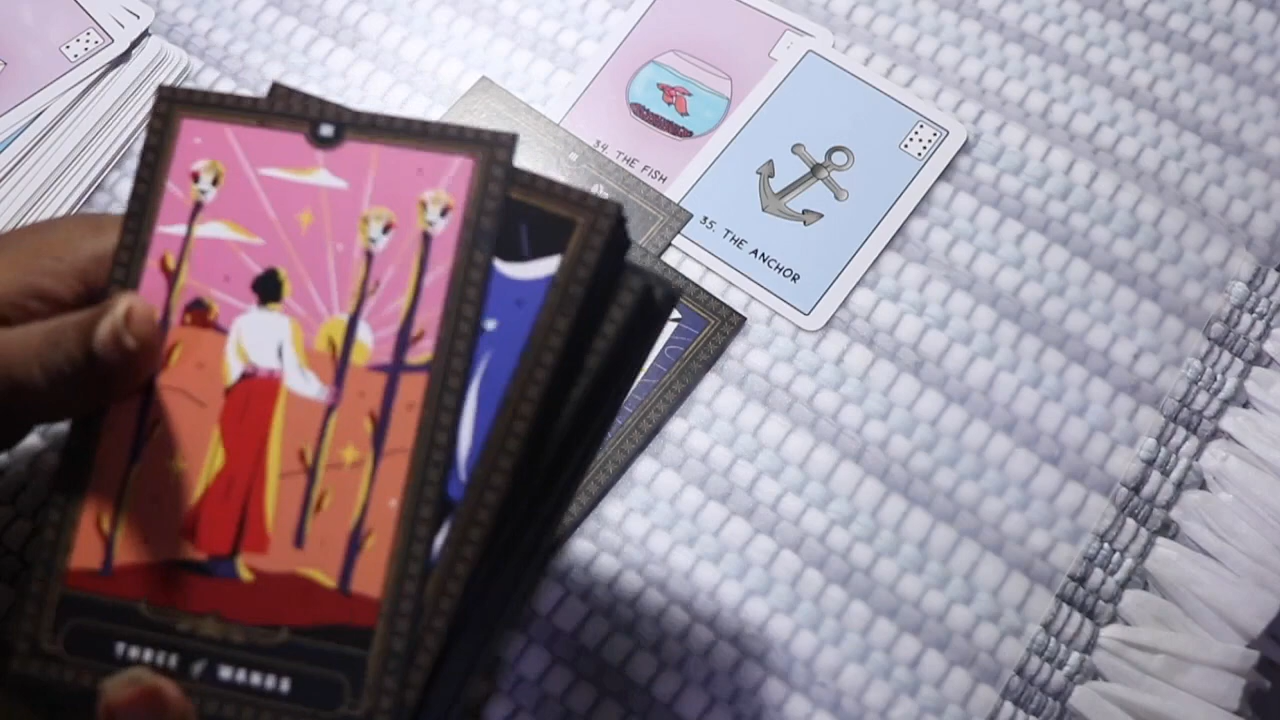 34. THE FISH
35. THE ANCHOR
THREE of WANDS